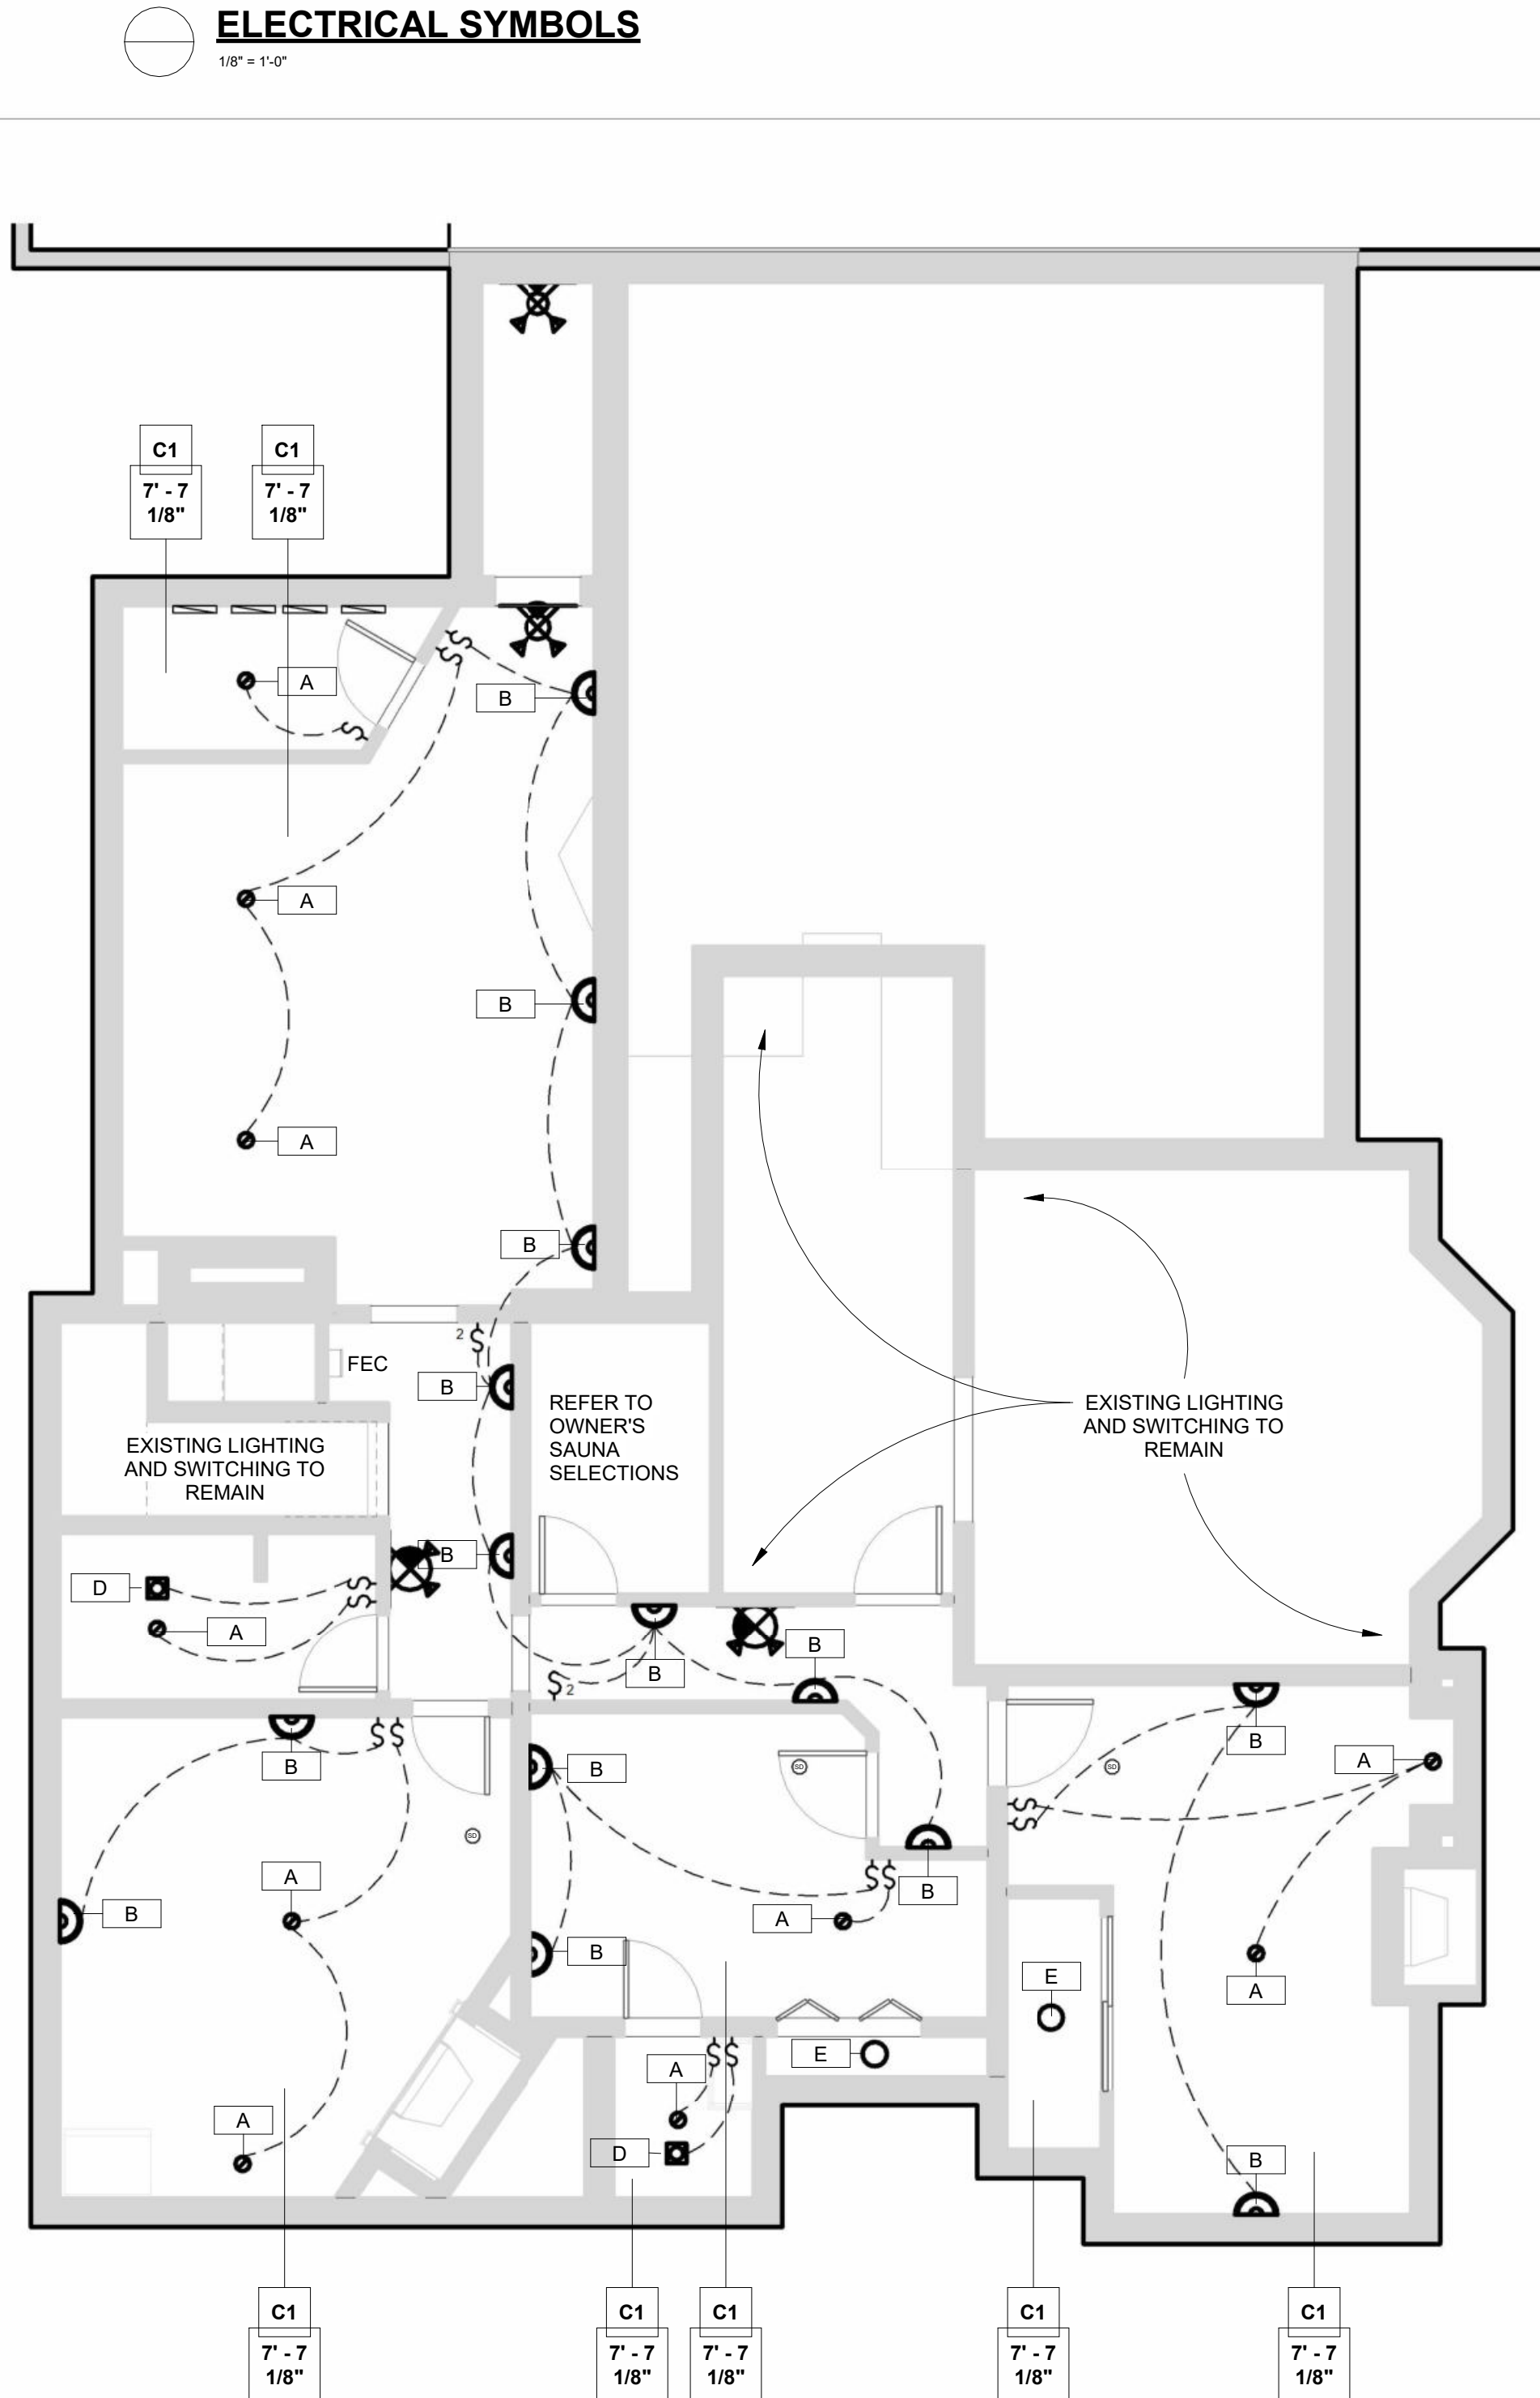 ELECTRICAL SYMBOLS
1/8" = 1'-0"
C1
7' - 7
1/8"
C1
7' - 7
1/8"
A
B
A
B
A
B
2
FEC
B
REFER TO
OWNER'S
SAUNA
SELECTIONS
EXISTING LIGHTING
AND SWITCHING TO
REMAIN
EXISTING LIGHTING
AND SWITCHING TO
REMAIN
B
D
A
B
B
2
B
B
B
A
SD
SD
SD
A
B
B
A
B
B
A
E
E
A
A
D
B
A
C1
7' - 7
1/8"
C1
7' - 7
1/8"
C1
7' - 7
1/8"
C1
7' - 7
1/8"
C1
7' - 7
1/8"